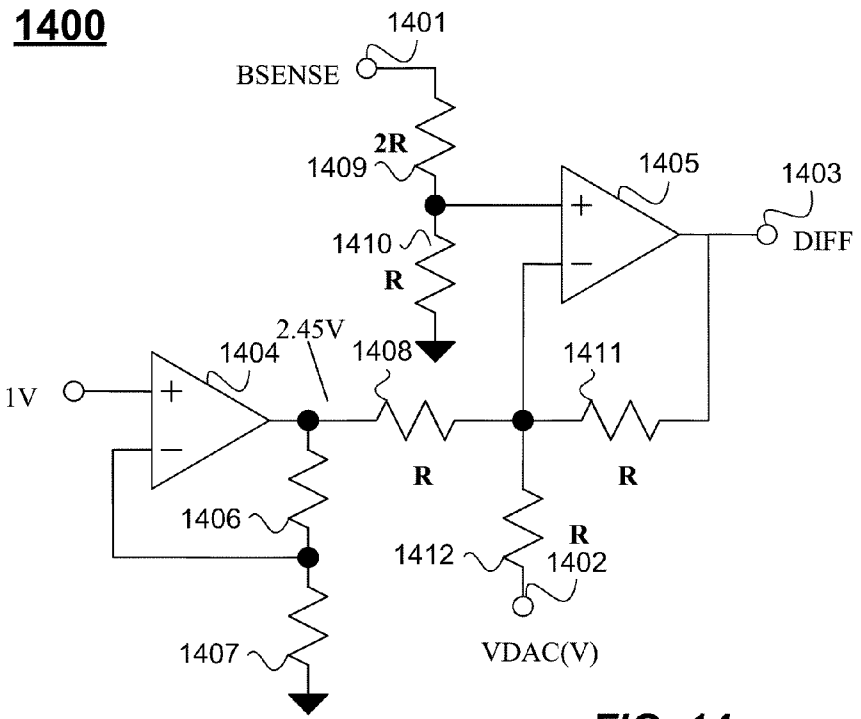 1400
1401
BSENSE
2R
1409
1405
1403
1410
DIFF
R
2.45V
1404
1408
1411
1V
R
R
1406
R
1412
1402
1407
VDAC(V)
FIG. 14